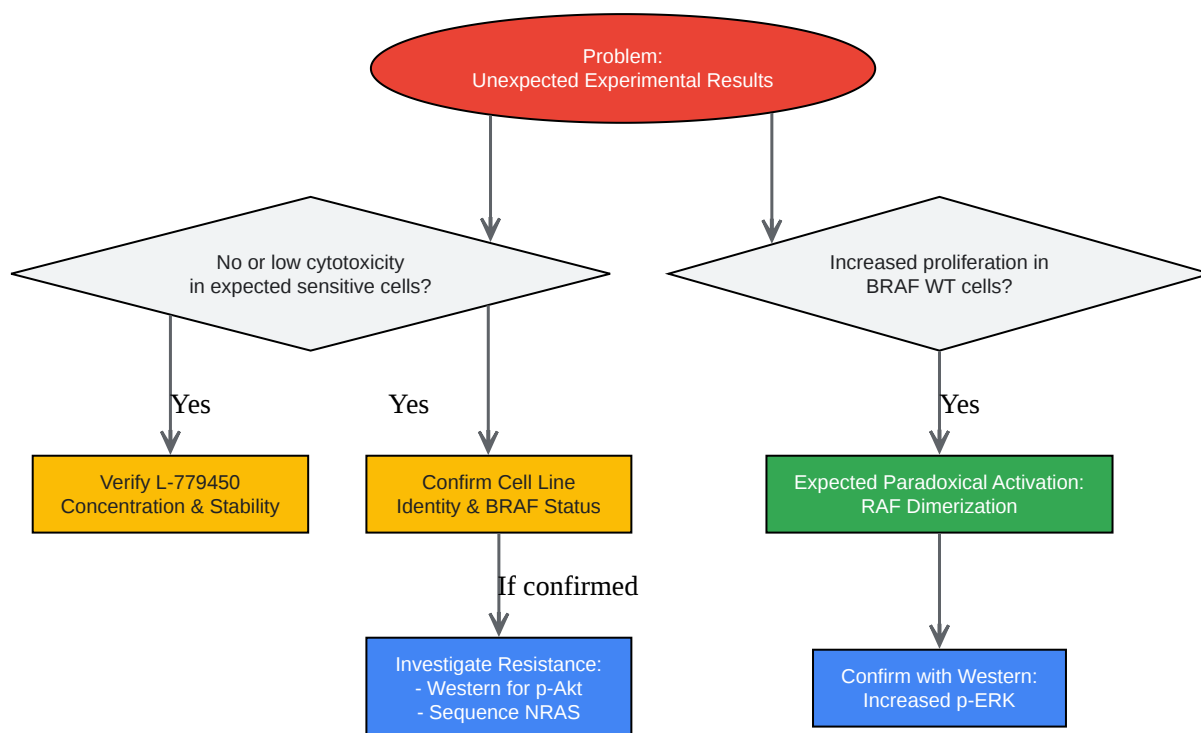 Problem:
Unexpected Experimental Results
No or low cytotoxicity
in expected sensitive cells?
Increased proliferation in
BRAF WT cells?
Yes
Yes
Yes
Verify L-779450
Concentration & Stability
Confirm Cell Line
Identity & BRAF Status
Expected Paradoxical Activation:
RAF Dimerization
If confirmed
Investigate Resistance:
- Western for p-Akt
- Sequence NRAS
Confirm with Western:
Increased p-ERK